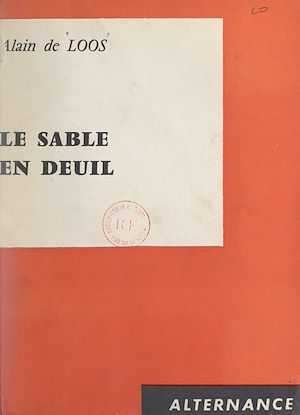 Alain de LOOS
LE SABLE
EN DEUIL
R.F.
ALTERNANCE